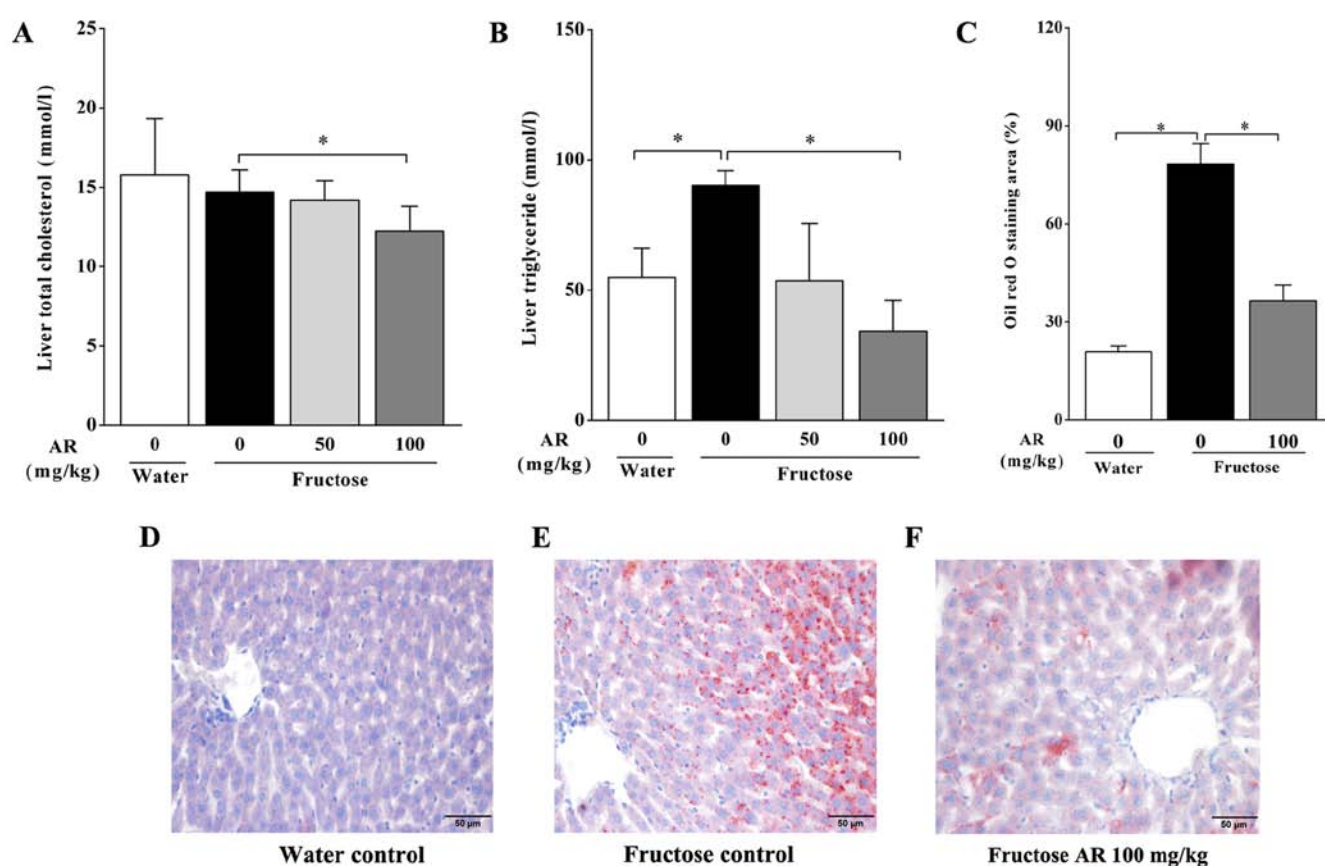 A
Liver total cholesterol (mmol/l)
25
20
15
10
5
0
*
AR
(mg/kg)
0 0 50 100
Water Fructose
B
Liver triglyceride (mmol/l)
150
100
50
0
* *
AR
(mg/kg)
0 0 50 100
Water Fructose
C
Oil red O staining area (%)
120
90
60
30
0
* *
AR
(mg/kg)
0 0 100
Water Fructose
D
50 µm
Water control
E
50 µm
Fructose control
F
50 µm
Fructose AR 100 mg/kg